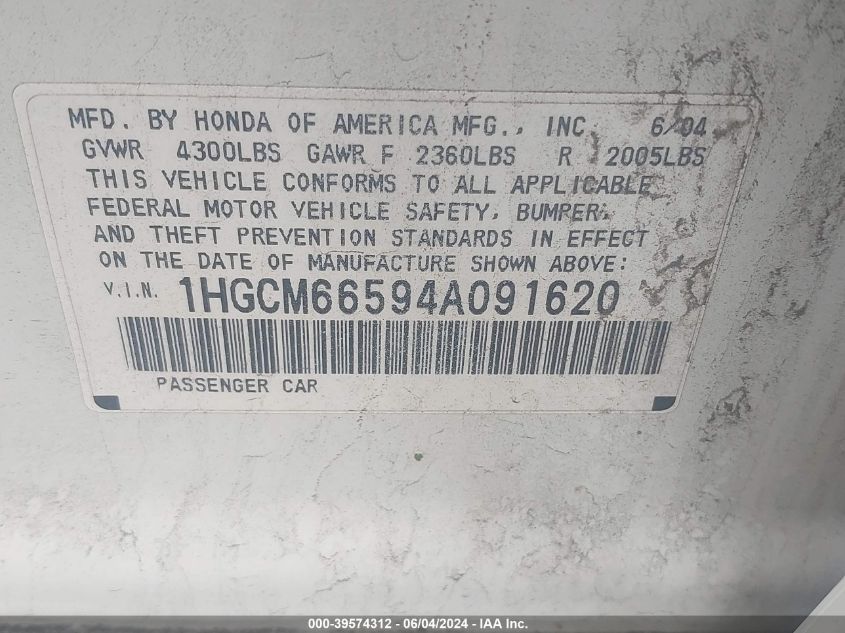 MFD. BY HONDA OF AMERICA MFG., INC. 6/04
GVWR 4300LBS GAWR F 2360LBS R 2005LBS
THIS VEHICLE CONFORMS TO ALL APPLICABLE
FEDERAL MOTOR VEHICLE SAFETY, BUMPER,
AND THEFT PREVENTION STANDARDS IN EFFECT
ON THE DATE OF MANUFACTURE SHOWN ABOVE:
V.I.N. 1HGCM66594A091620
PASSENGER CAR
000-39574312 - 06/04/2024 - IAA Inc.